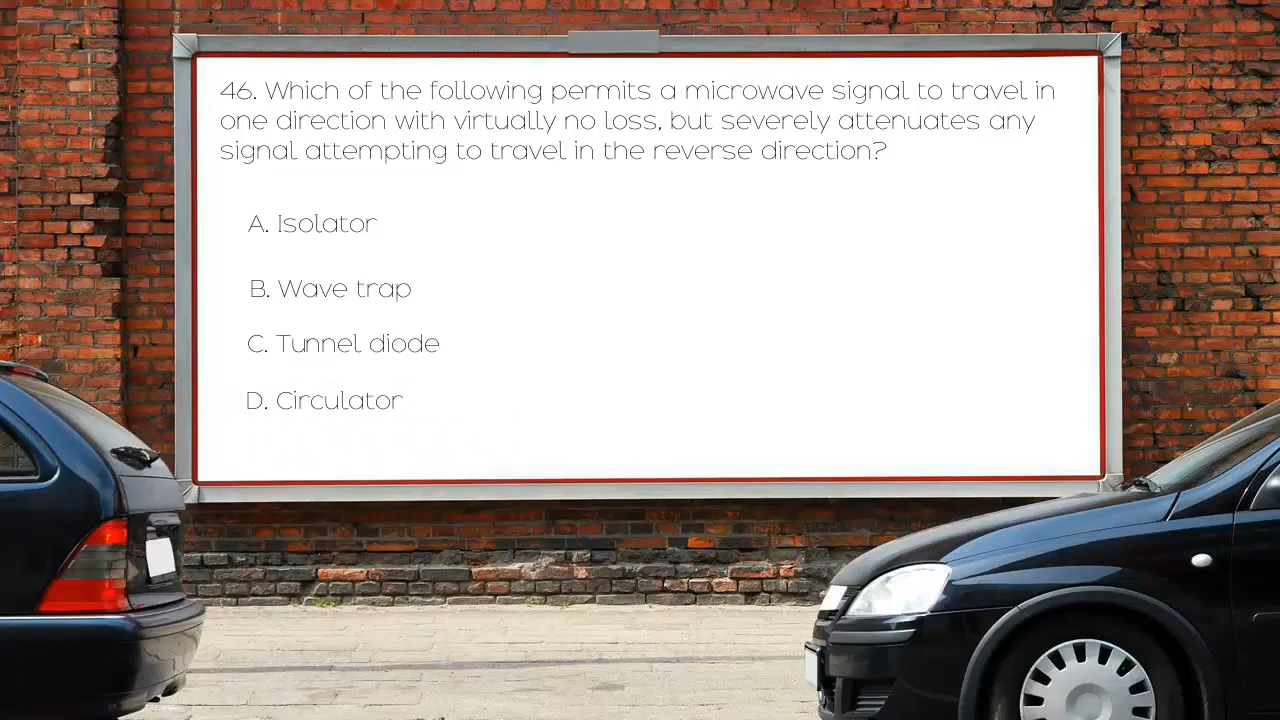 46. Which of the following permits a microwave signal to travel in
one direction with virtually no loss, but severely attenuates any
signal attempting to travel in the reverse direction?
A. Isolator
B. Wave trap
C. Tunnel diode
D. Circulator